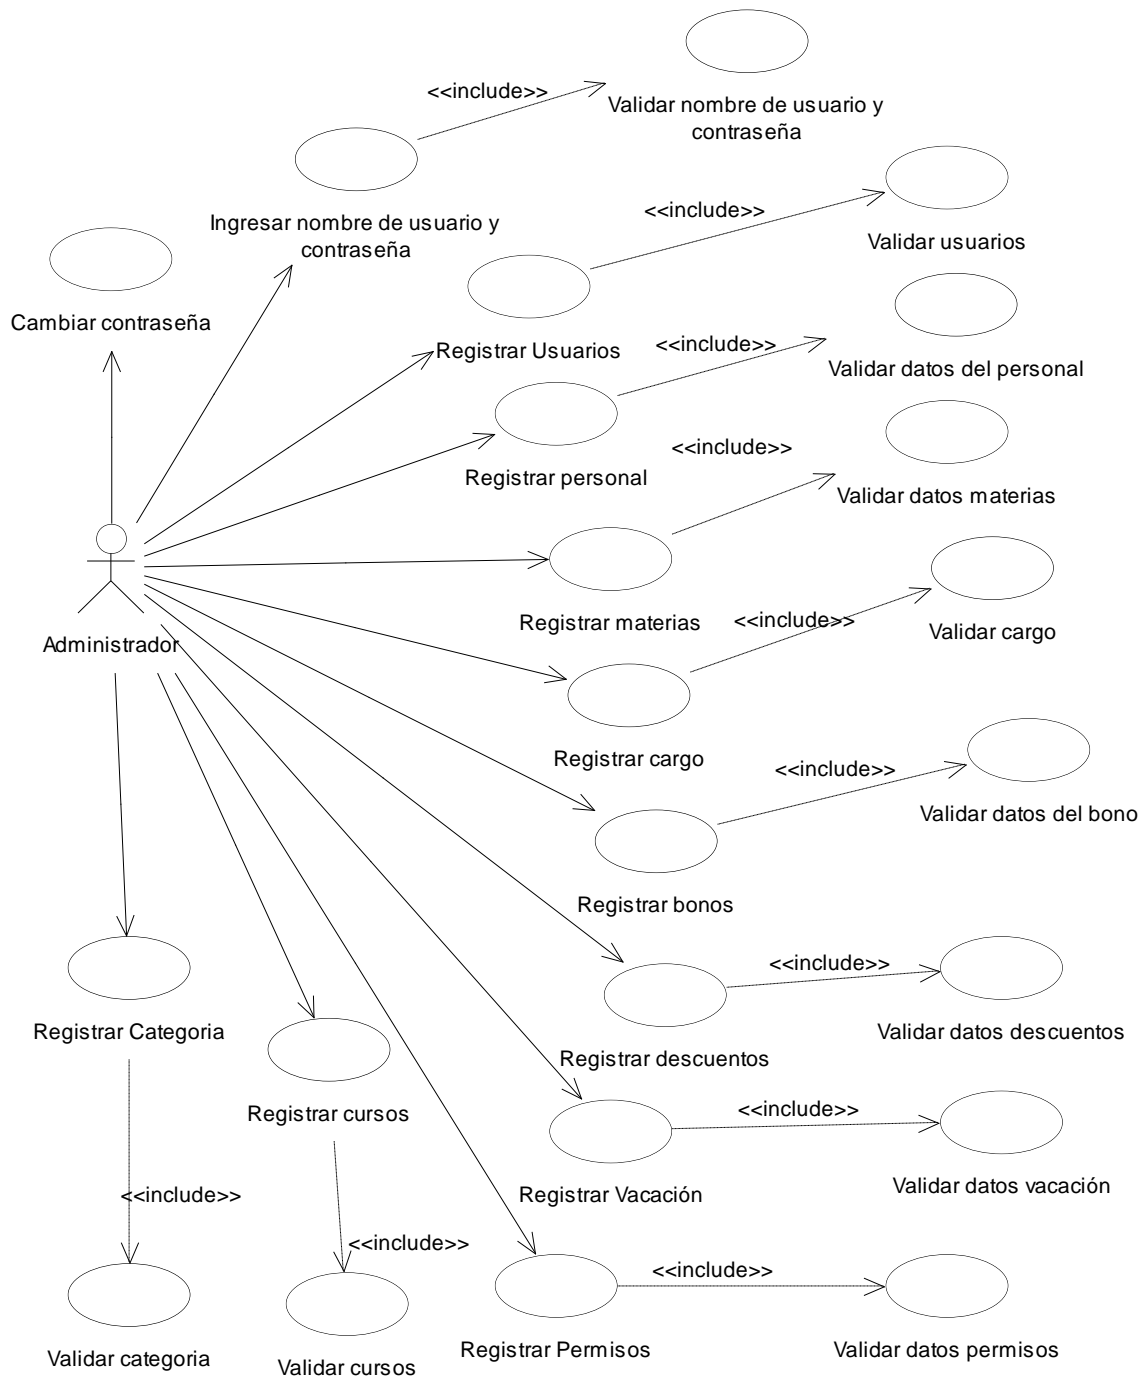 <<include>>
Validar nombre de usuario y
contraseña
Ingresar nombre de usuario y
contraseña
<<include>>
Validar usuarios
Cambiar contraseña
Registrar Usuarios
<<include>>
Validar datos del personal
Registrar personal
<<include>>
Validar datos materias
Registrar materias
<<include>>
Validar cargo
Administrador
Registrar cargo
<<include>>
Validar datos del bono
Registrar bonos
<<include>>
Validar datos descuentos
Registrar Categoria
Registrar descuentos
Registrar cursos
<<include>>
Validar datos vacación
<<include>>
Registrar Vacación
<<include>>
<<include>>
Validar categoria
Validar cursos
Registrar Permisos
Validar datos permisos